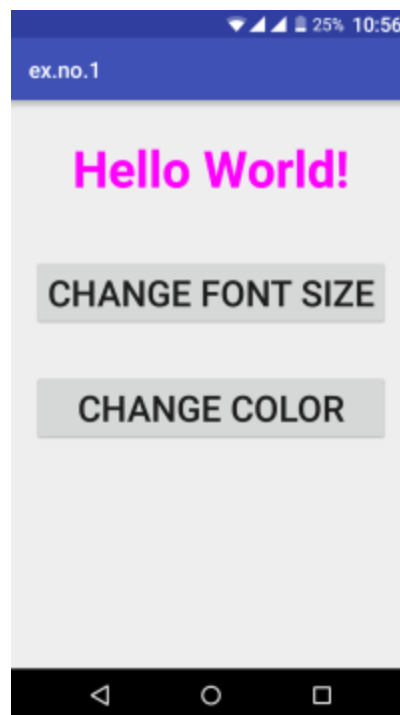 25% 10:56
ex.no.1
Hello World!
CHANGE FONT SIZE
CHANGE COLOR